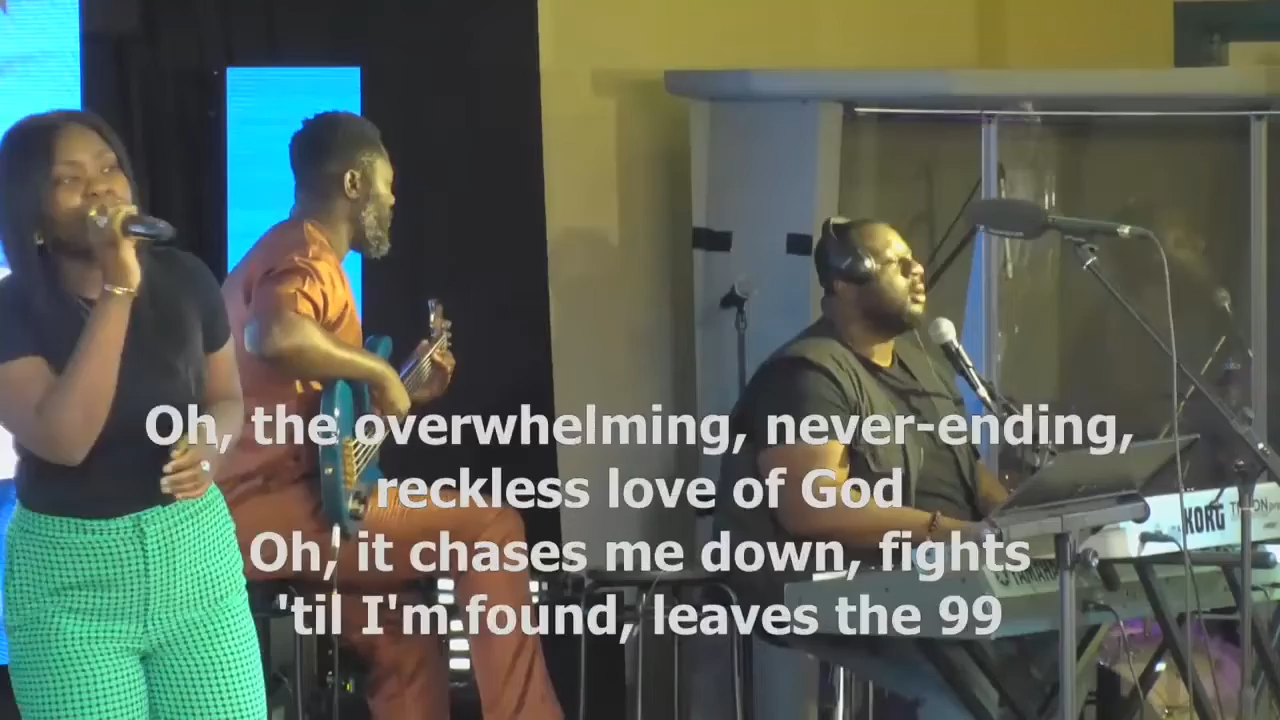 Oh, the overwhelming, never-ending,
reckless love of God
Oh, it chases me down, fights
'til I'm found, leaves the 99
KORG
YAMAHA